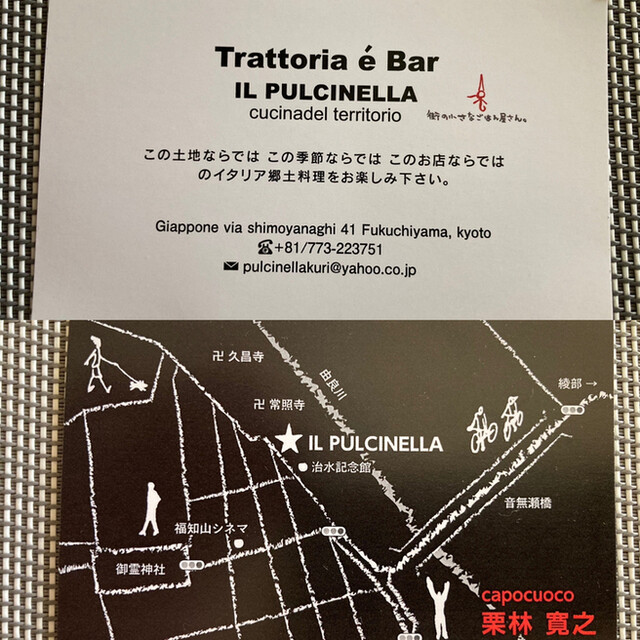 Trattoria é Bar
IL PULCINELLA
cucinadel territorio
街の小さなごはん屋さん。
この土地ならでは この季節ならでは このお店ならでは
のイタリア郷土料理をお楽しみ下さい。
Giappone via shimoyanaghi 41 Fukuchiyama, kyoto
☎+81/773-223751
✉ pulcinellakuri@yahoo.co.jp
卍 久昌寺
由良川
綾部 →
卍 常照寺
★ IL PULCINELLA
治水記念館
音無瀬橋
福知山シネマ
御霊神社
capocuoco
栗林 寛之